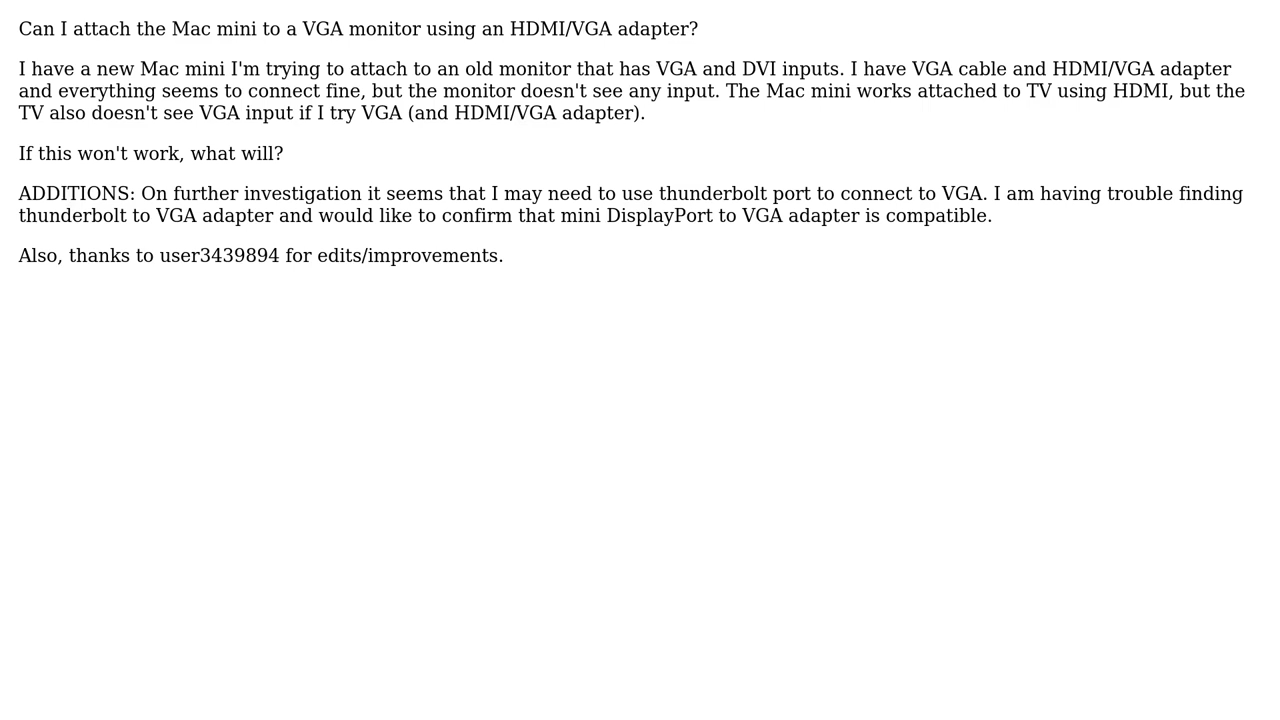 Can I attach the Mac mini to a VGA monitor using an HDMI/VGA adapter?
I have a new Mac mini I'm trying to attach to an old monitor that has VGA and DVI inputs. I have VGA cable and HDMI/VGA adapter
and everything seems to connect fine, but the monitor doesn't see any input. The Mac mini works attached to TV using HDMI, but the
TV also doesn't see VGA input if I try VGA (and HDMI/VGA adapter).
If this won't work, what will?
ADDITIONS: On further investigation it seems that I may need to use thunderbolt port to connect to VGA. I am having trouble finding
thunderbolt to VGA adapter and would like to confirm that mini DisplayPort to VGA adapter is compatible.
Also, thanks to user3439894 for edits/improvements.